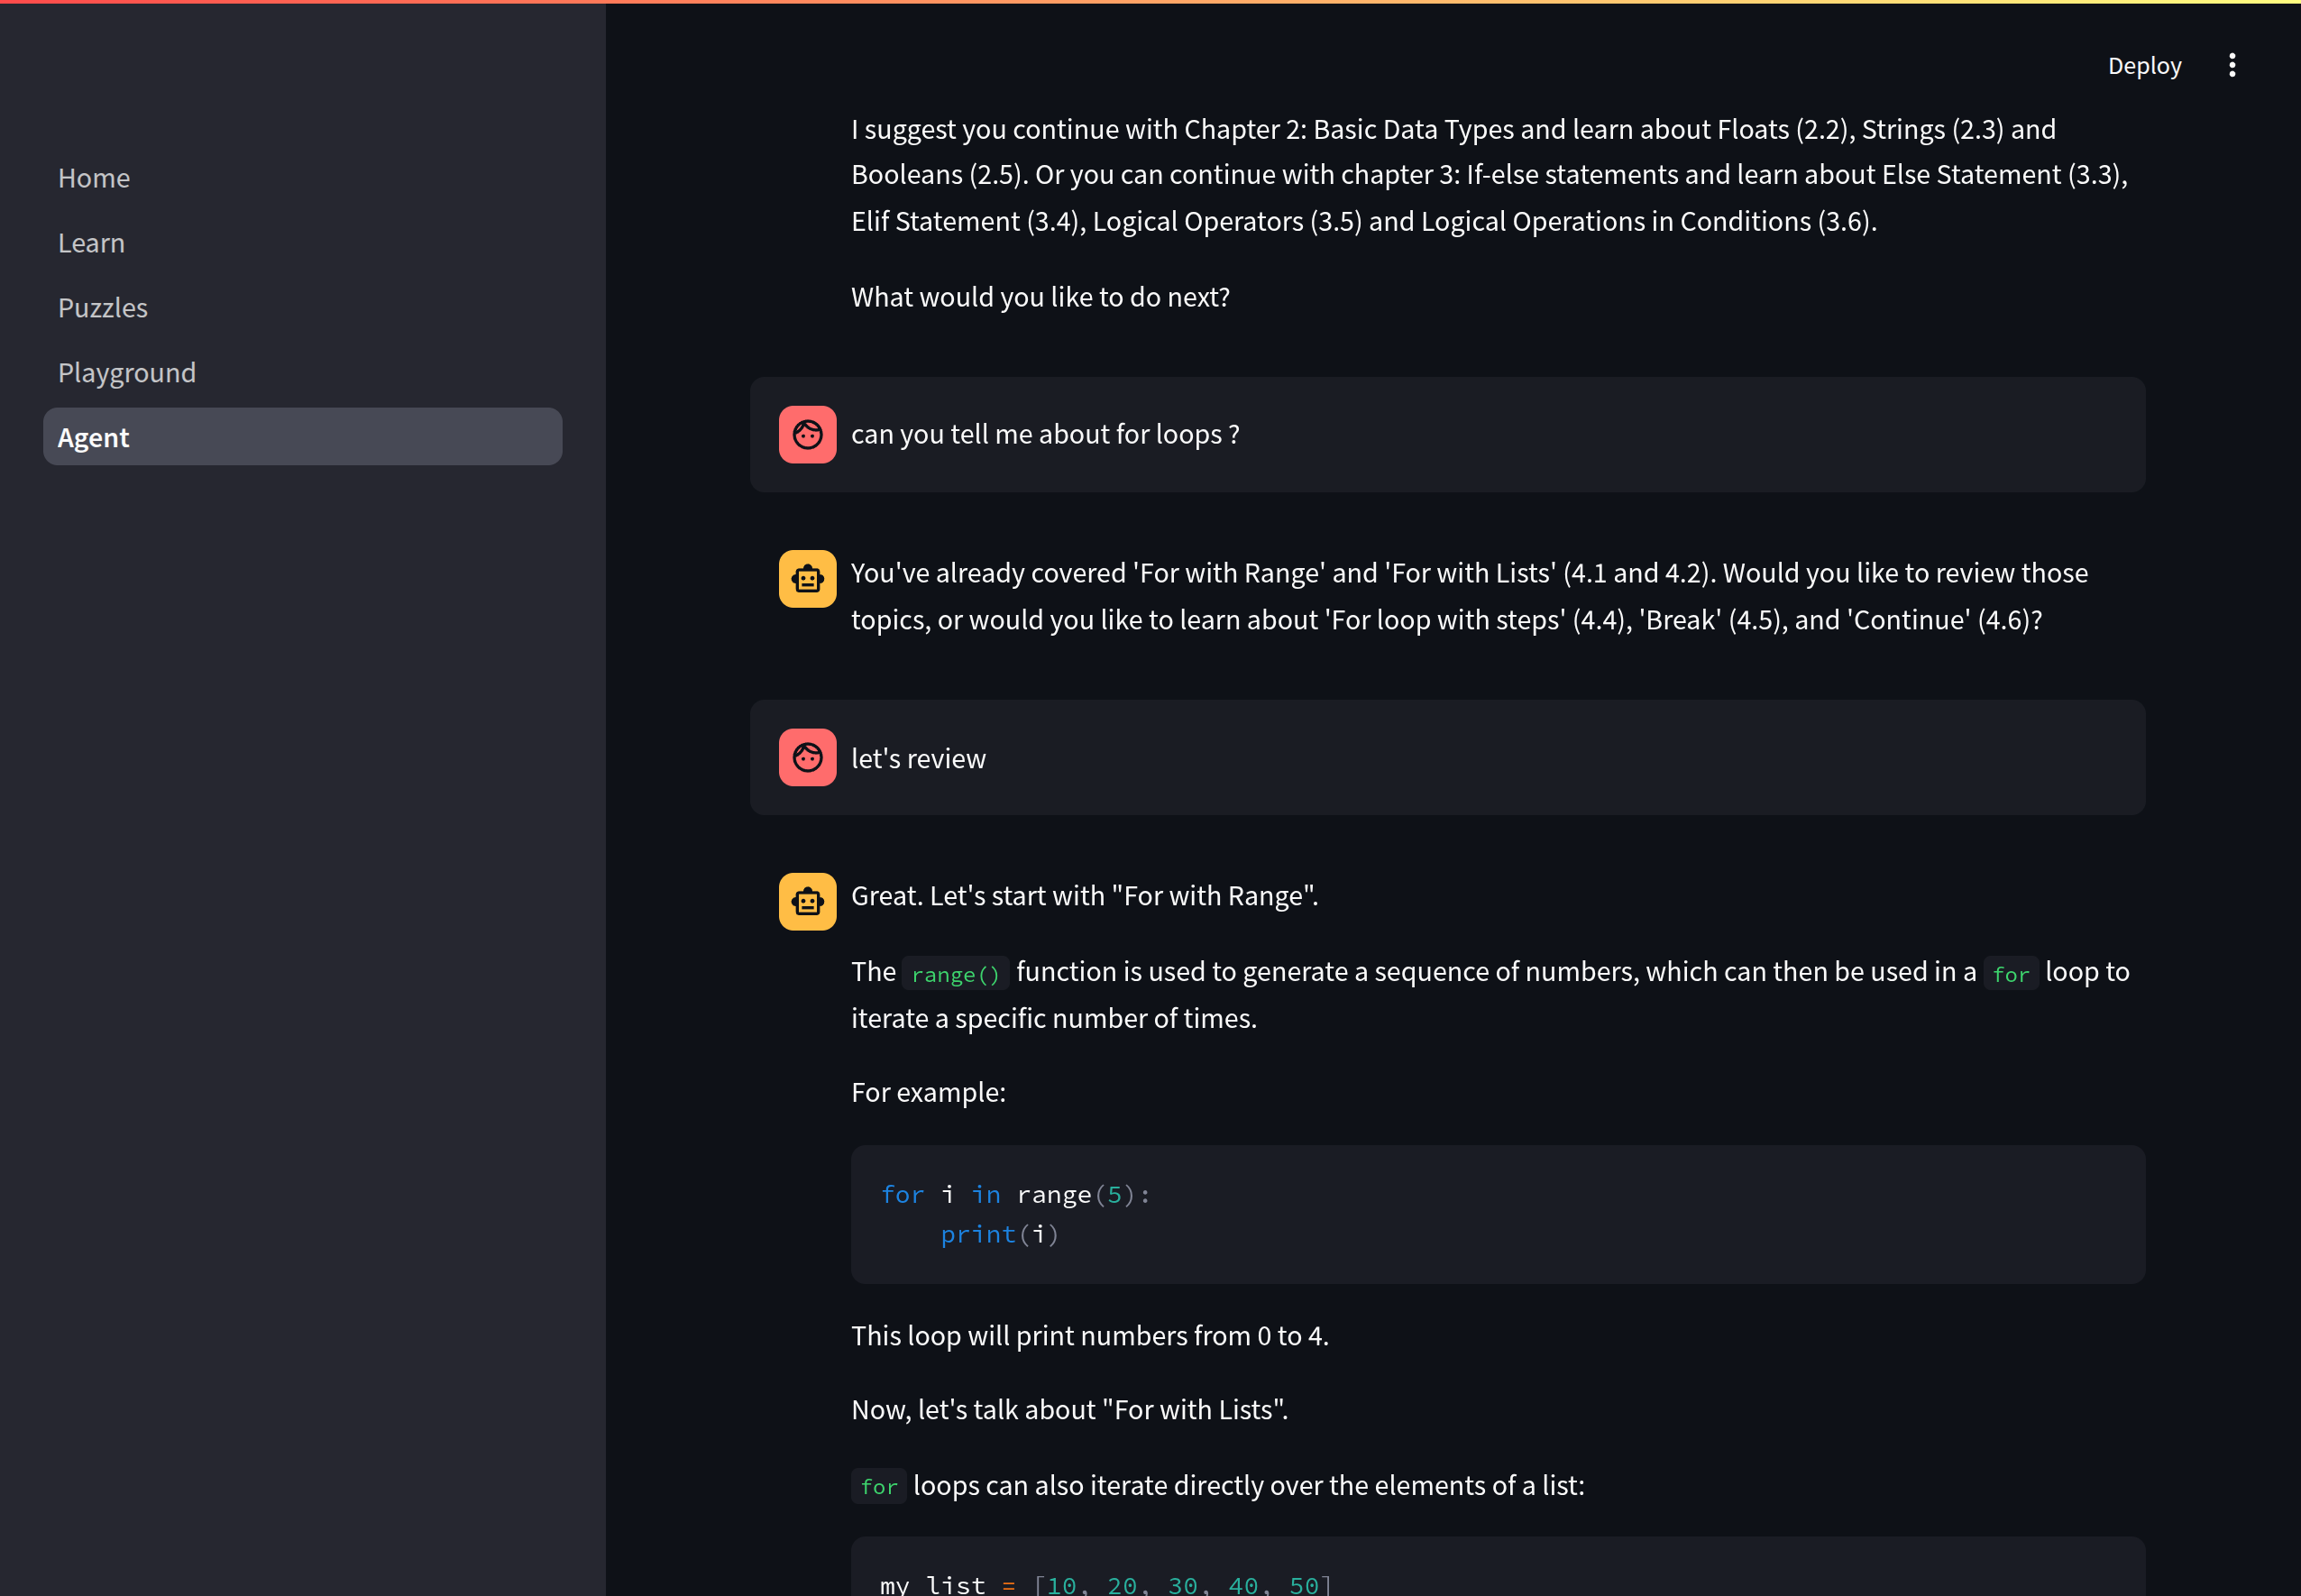 Deploy
Home
Learn
Puzzles
Playground
Agent
I suggest you continue with Chapter 2: Basic Data Types and learn about Floats (2.2), Strings (2.3) and
Booleans (2.5). Or you can continue with chapter 3: If-else statements and learn about Else Statement (3.3),
Elif Statement (3.4), Logical Operators (3.5) and Logical Operations in Conditions (3.6).
What would you like to do next?
can you tell me about for loops ?
You've already covered 'For with Range' and 'For with Lists' (4.1 and 4.2). Would you like to review those
topics, or would you like to learn about 'For loop with steps' (4.4), 'Break' (4.5), and 'Continue' (4.6)?
let's review
Great. Let's start with "For with Range".
The range() function is used to generate a sequence of numbers, which can then be used in a for loop to
iterate a specific number of times.
For example:
for i in range(5):
    print(i)
This loop will print numbers from 0 to 4.
Now, let's talk about "For with Lists".
for loops can also iterate directly over the elements of a list:
my_list = [10, 20, 30, 40, 50]